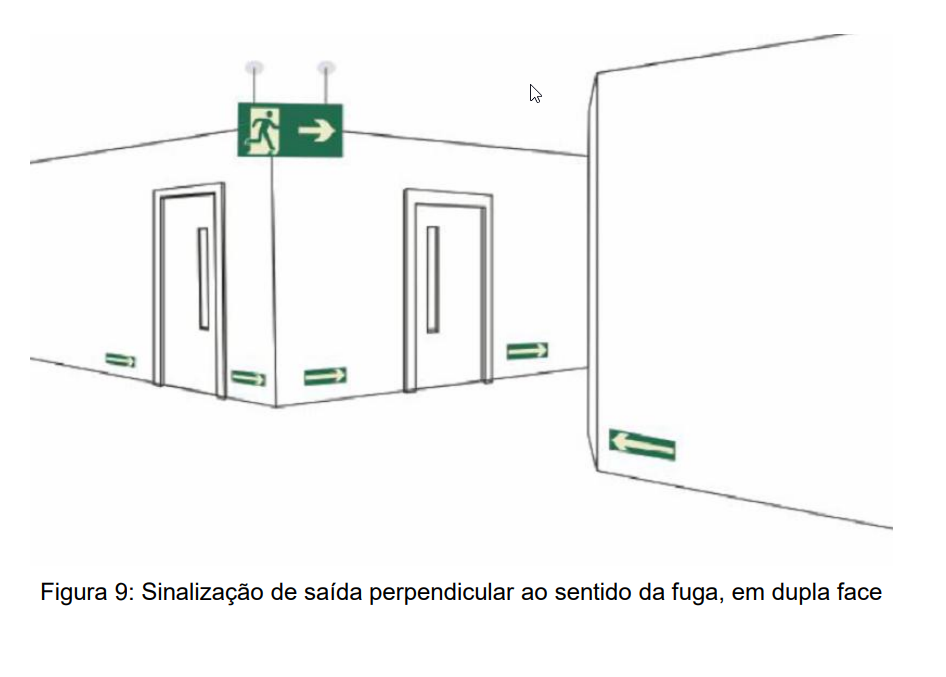 Figura 9: Sinalização de saída perpendicular ao sentido da fuga, em dupla face